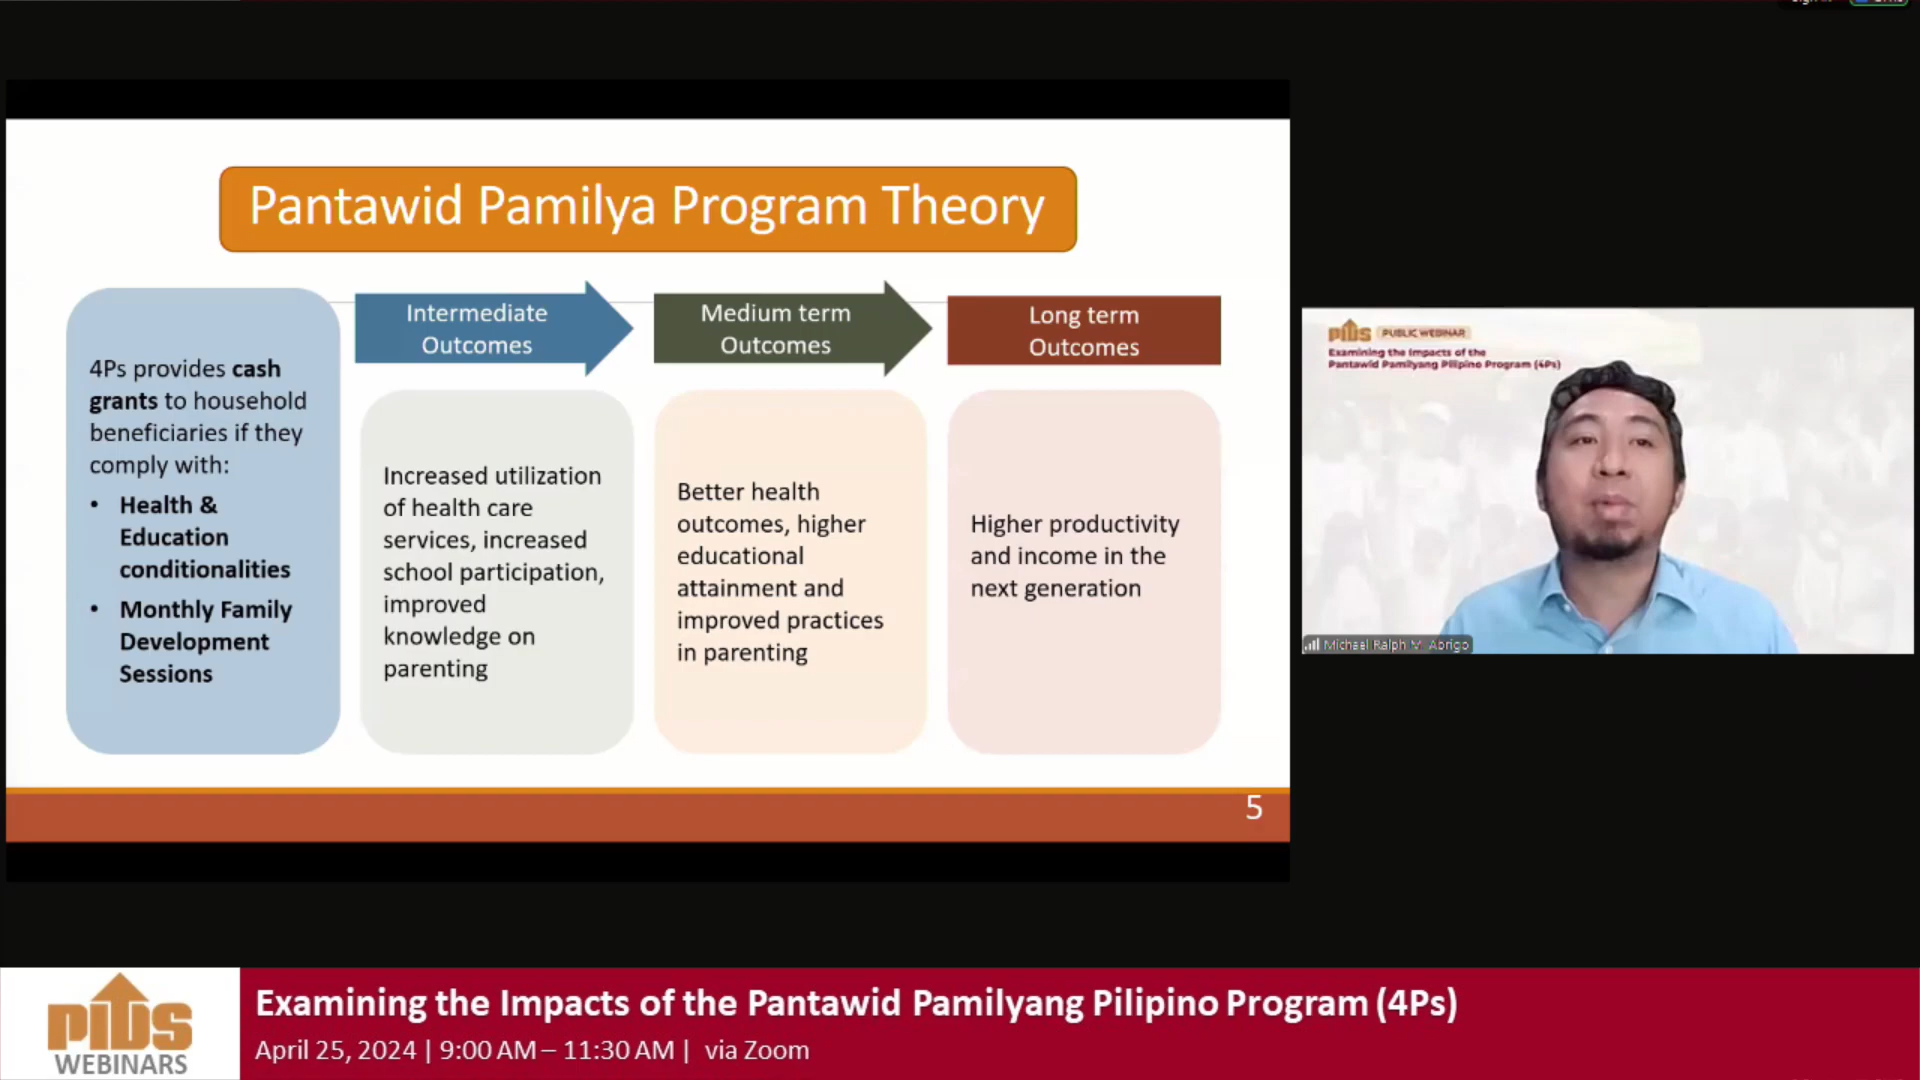 Pantawid Pamilya Program Theory
4Ps provides cash
grants to household
beneficiaries if they
comply with:
• Health &
Education
conditionalities
• Monthly Family
Development
Sessions
Intermediate
Outcomes
Increased utilization
of health care
services, increased
school participation,
improved
knowledge on
parenting
Medium term
Outcomes
Better health
outcomes, higher
educational
attainment and
improved practices
in parenting
Long term
Outcomes
Higher productivity
and income in the
next generation
5
PIDS PUBLIC WEBINAR
Examining the Impacts of the
Pantawid Pamilyang Pilipino Program (4Ps)
Michael Ralph M. Abrigo
PIDS
WEBINARS
Examining the Impacts of the Pantawid Pamilyang Pilipino Program (4Ps)
April 25, 2024 | 9:00 AM – 11:30 AM | via Zoom